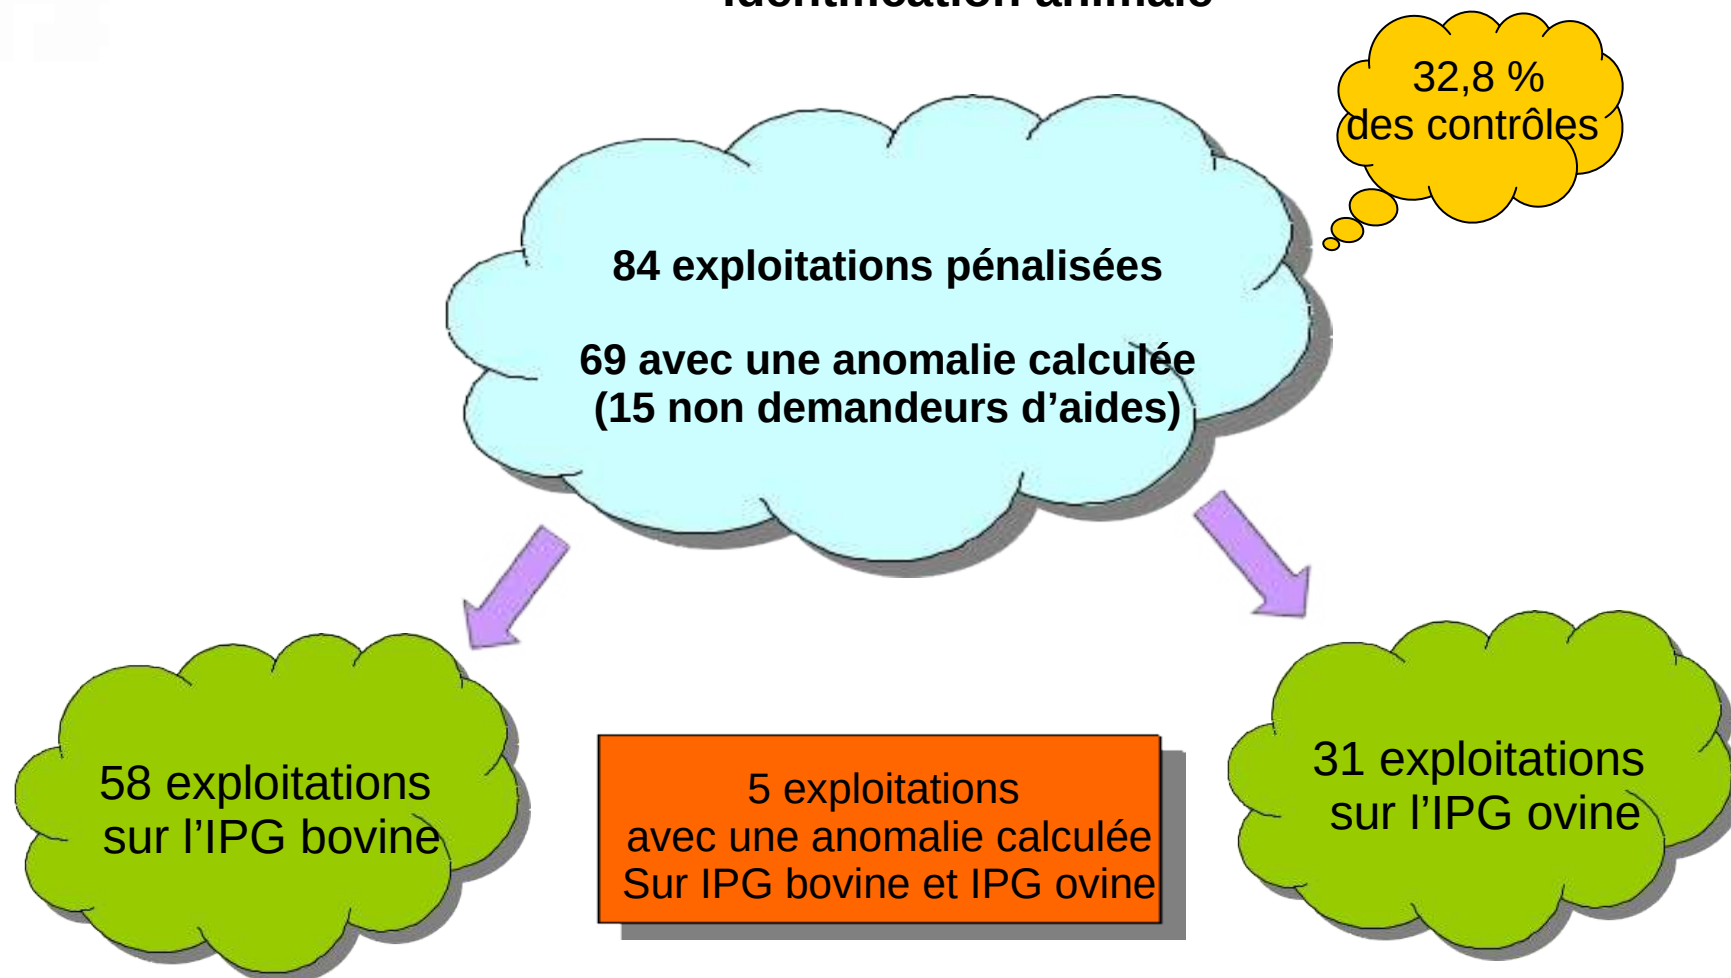 Identification animale
32,8 %
des contrôles
84 exploitations pénalisées
69 avec une anomalie calculée
(15 non demandeurs d’aides)
58 exploitations
sur l’IPG bovine
5 exploitations
avec une anomalie calculée
Sur IPG bovine et IPG ovine
31 exploitations
sur l’IPG ovine